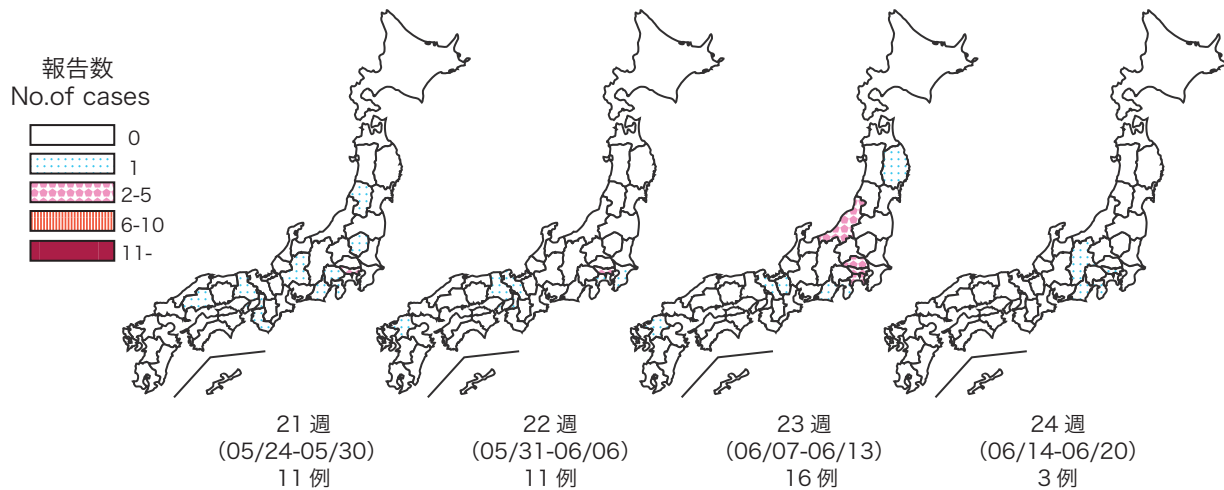 報告数
No.of cases
0
1
2-5
6-10
11-
21 週
（05/24-05/30）
11 例
22 週
（05/31-06/06）
11 例
23 週
（06/07-06/13）
16 例
24 週
（06/14-06/20）
3 例